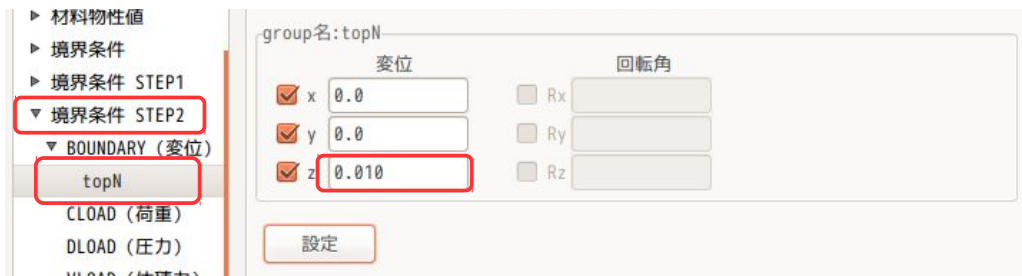 ▶ 材料物性値
▶ 境界条件
▶ 境界条件 STEP1
▼ 境界条件 STEP2
▼ BOUNDARY (変位)
topN
CLOAD (荷重)
DLOAD (圧力)
group名:topN
変位 回転角
x 0.0 Rx
y 0.0 Ry
z 0.010 Rz
設定